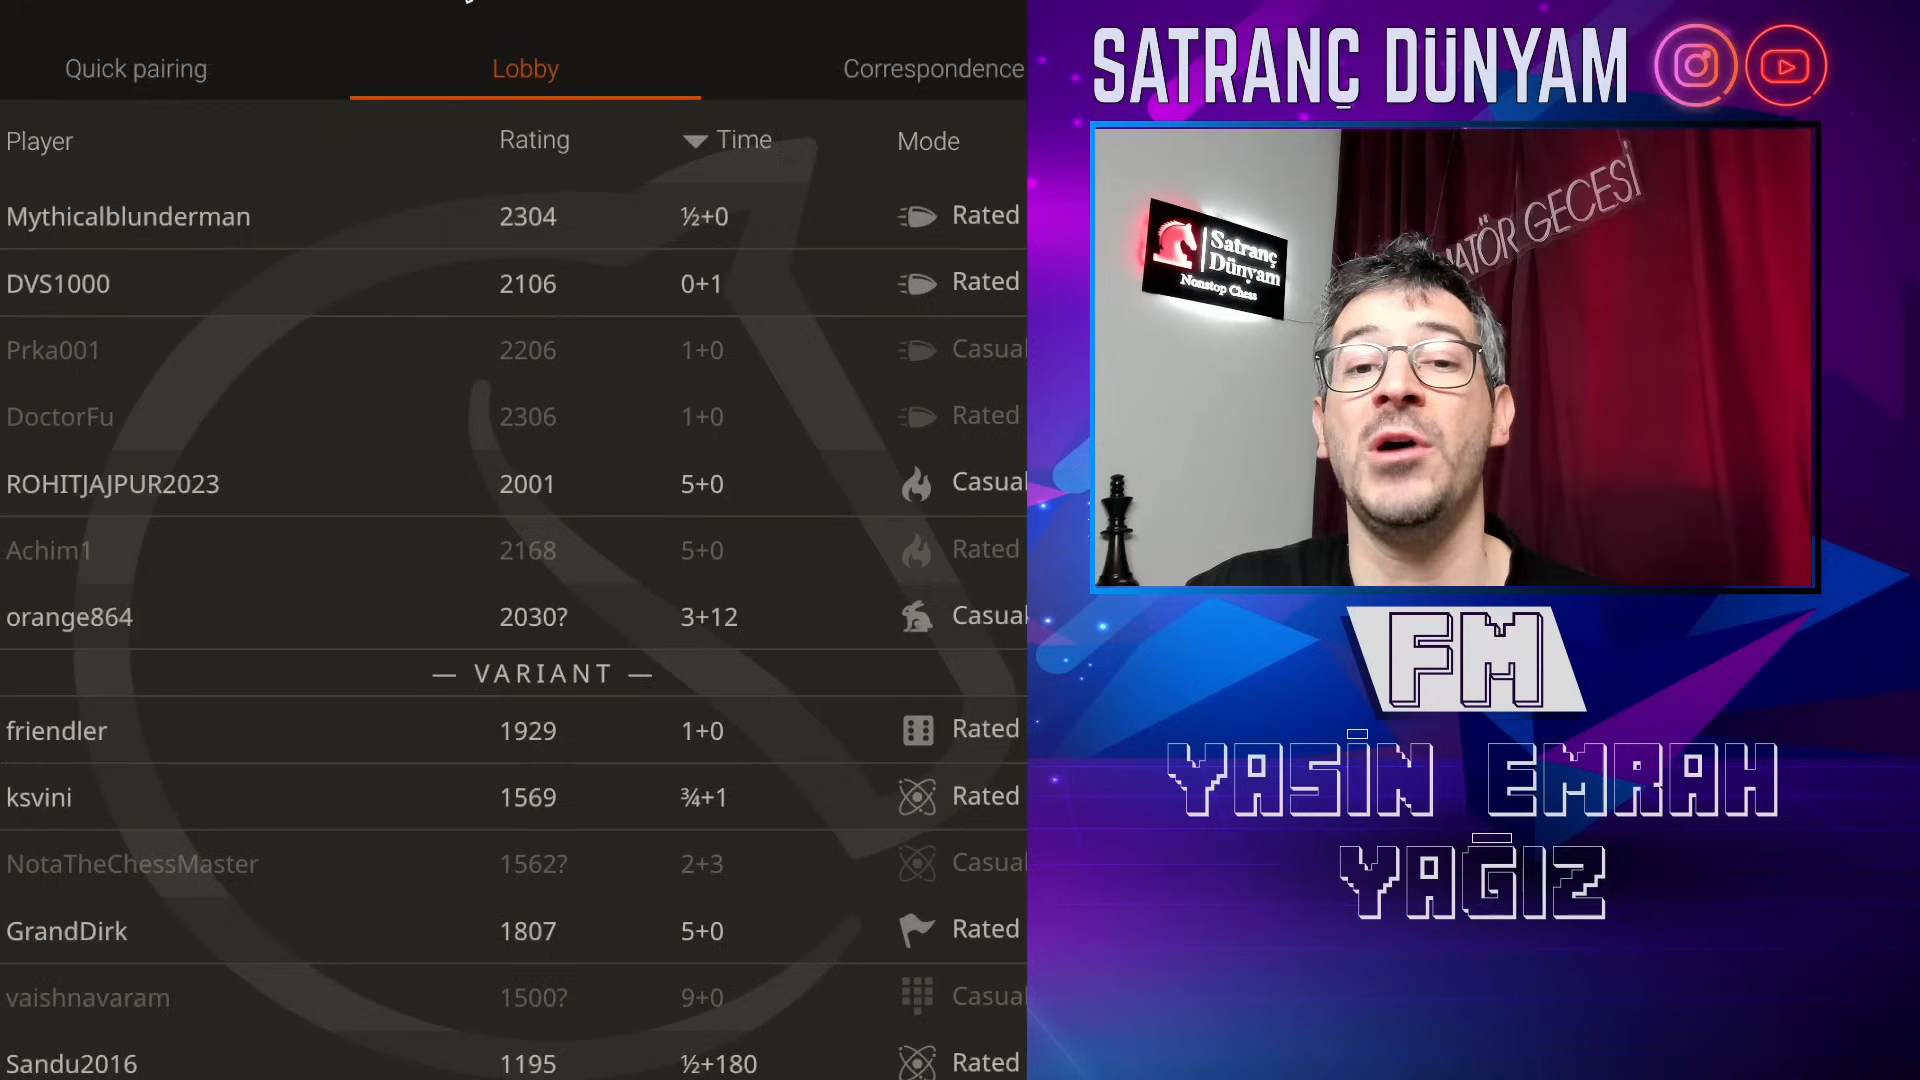 Quick pairing Lobby Correspondence
Player Rating Time Mode
Mythicalblunderman 2304 ½+0 Rated
DVS1000 2106 0+1 Rated
Prka001 2206 1+0 Casual
DoctorFu 2306 1+0 Rated
ROHITJAJPUR2023 2001 5+0 Casual
Achim1 2168 5+0 Rated
orange864 2030? 3+12 Casual
— VARIANT —
friendler 1929 1+0 Rated
ksvini 1569 ¾+1 Rated
NotaTheChessMaster 1562? 2+3 Casual
GrandDirk 1807 5+0 Rated
vaishnavaram 1500? 9+0 Casual
Sandu2016 1195 ½+180 Rated
SATRANÇ DÜNYAM
Satranç
Dünyam
Nonstop Chess
GECESİ
FM
YASİN EMRAH
YAĞIZ